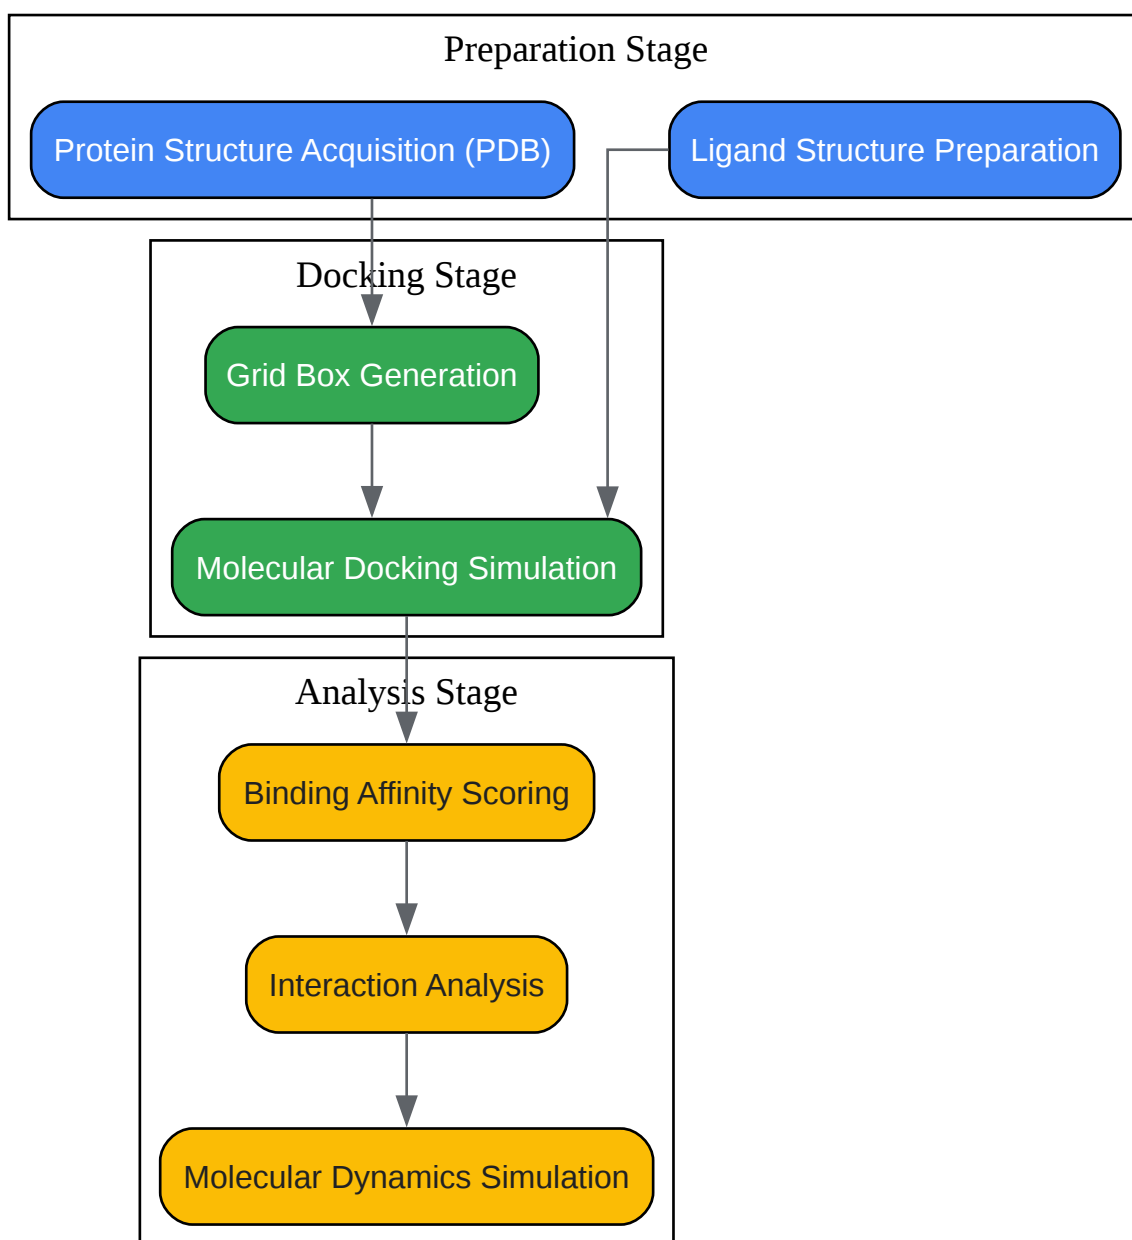 Preparation Stage
Protein Structure Acquisition (PDB)
Ligand Structure Preparation
Docking Stage
Grid Box Generation
Molecular Docking Simulation
Analysis Stage
Binding Affinity Scoring
Interaction Analysis
Molecular Dynamics Simulation